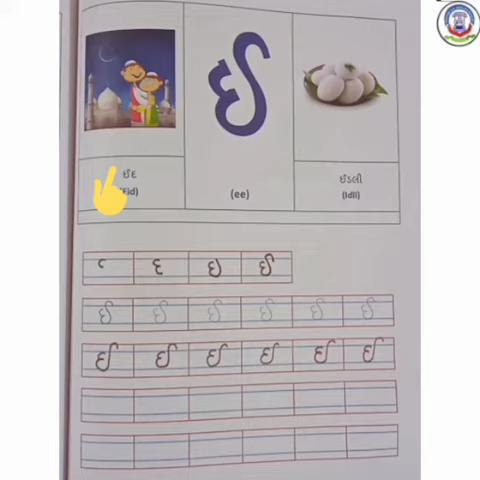 ઈ
ઈદ
(Eid)
(ee)
ઈડલી
(Idli)
ઈ ઈ ઈ ઈ ઈ ઈ
ઈ ઈ ઈ ઈ ઈ ઈ